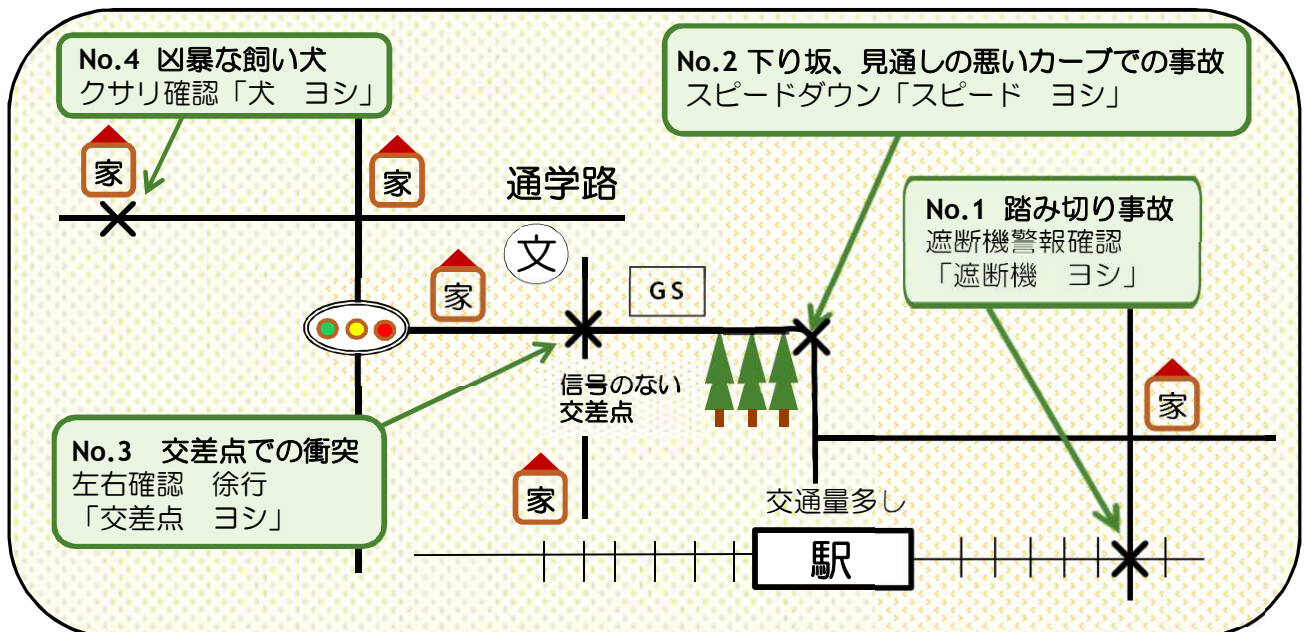 No.4 凶暴な飼い犬
クサリ確認「犬　ヨシ」
No.2 下り坂、見通しの悪いカーブでの事故
スピードダウン「スピード　ヨシ」
家
家
通学路
No.1 踏み切り事故
遮断機警報確認
「遮断機　ヨシ」
文
家
GS
信号のない
交差点
家
No.3　交差点での衝突
左右確認　徐行
「交差点　ヨシ」
家
交通量多し
駅